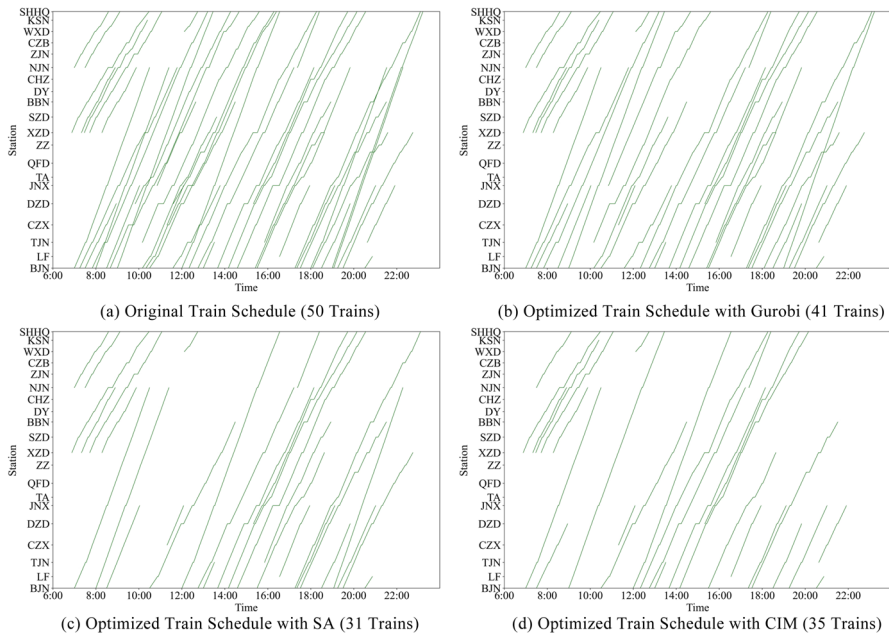 SHHQ
KSN
WXD
CZB
ZJN
NJN
CHZ
DY
BBN
SZD
XZD
ZZ
QFD
TA
JNX
DZD
CZX
TJN
LF
BJN
Station
6:00 8:00 10:00 12:00 14:00 16:00 18:00 20:00 22:00
Time
(a) Original Train Schedule (50 Trains)
SHHQ
KSN
WXD
CZB
ZJN
NJN
CHZ
DY
BBN
SZD
XZD
ZZ
QFD
TA
JNX
DZD
CZX
TJN
LF
BJN
Station
6:00 8:00 10:00 12:00 14:00 16:00 18:00 20:00 22:00
Time
(b) Optimized Train Schedule with Gurobi (41 Trains)
SHHQ
KSN
WXD
CZB
ZJN
NJN
CHZ
DY
BBN
SZD
XZD
ZZ
QFD
TA
JNX
DZD
CZX
TJN
LF
BJN
Station
6:00 8:00 10:00 12:00 14:00 16:00 18:00 20:00 22:00
Time
(c) Optimized Train Schedule with SA (31 Trains)
SHHQ
KSN
WXD
CZB
ZJN
NJN
CHZ
DY
BBN
SZD
XZD
ZZ
QFD
TA
JNX
DZD
CZX
TJN
LF
BJN
Station
6:00 8:00 10:00 12:00 14:00 16:00 18:00 20:00 22:00
Time
(d) Optimized Train Schedule with CIM (35 Trains)